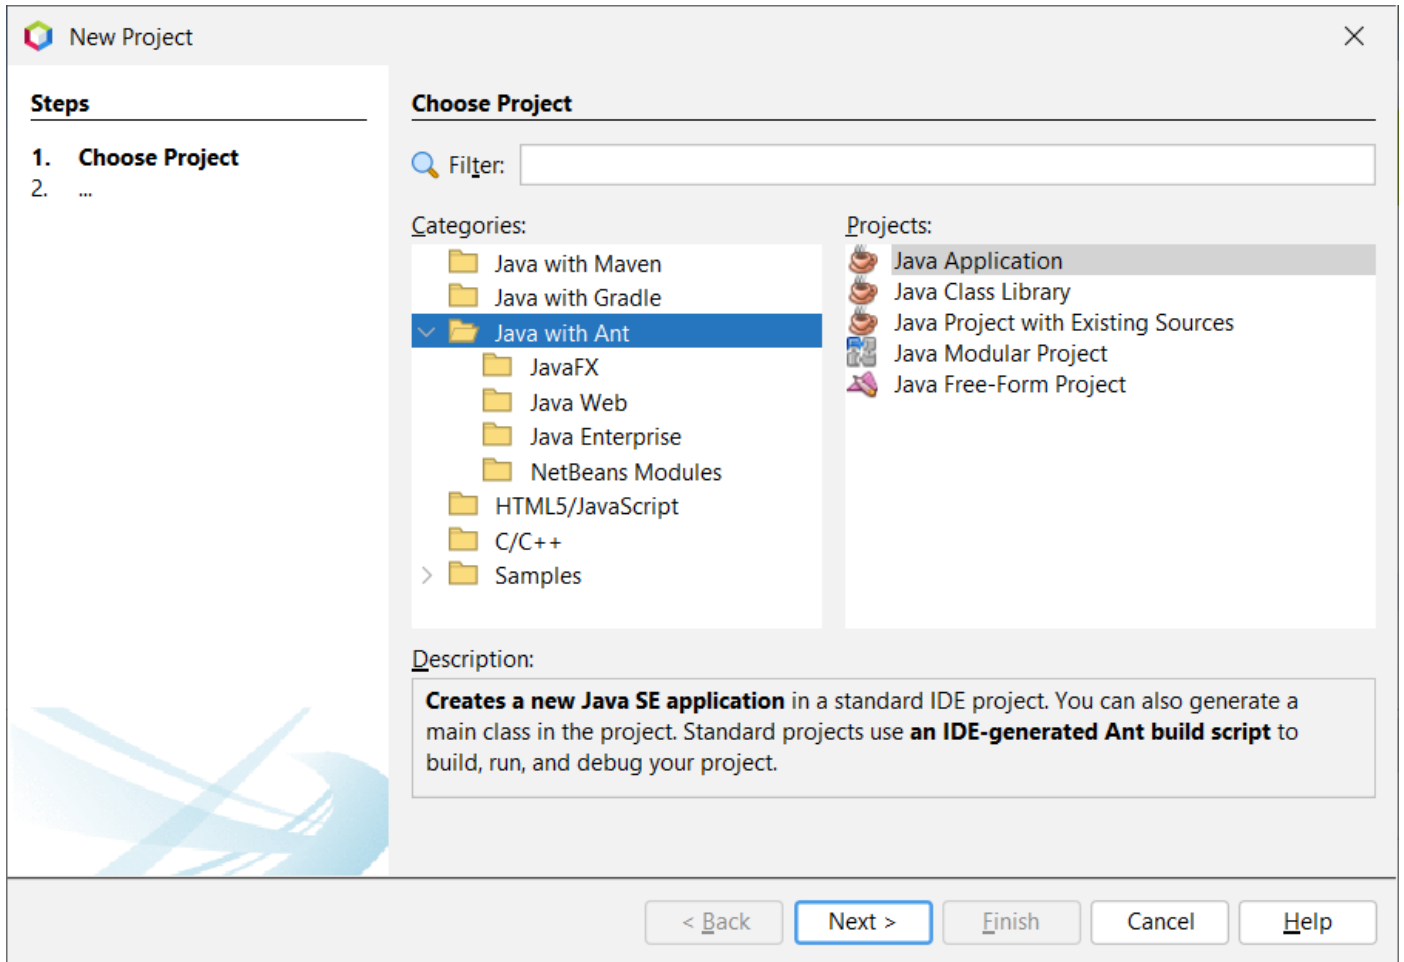 New Project
Steps
1. Choose Project
2. ...
Choose Project
Filter:
Categories:
Java with Maven
Java with Gradle
Java with Ant
JavaFX
Java Web
Java Enterprise
NetBeans Modules
HTML5/JavaScript
C/C++
Samples
Projects:
Java Application
Java Class Library
Java Project with Existing Sources
Java Modular Project
Java Free-Form Project
Description:
Creates a new Java SE application in a standard IDE project. You can also generate a
main class in the project. Standard projects use an IDE-generated Ant build script to
build, run, and debug your project.
< Back Next > Finish Cancel Help